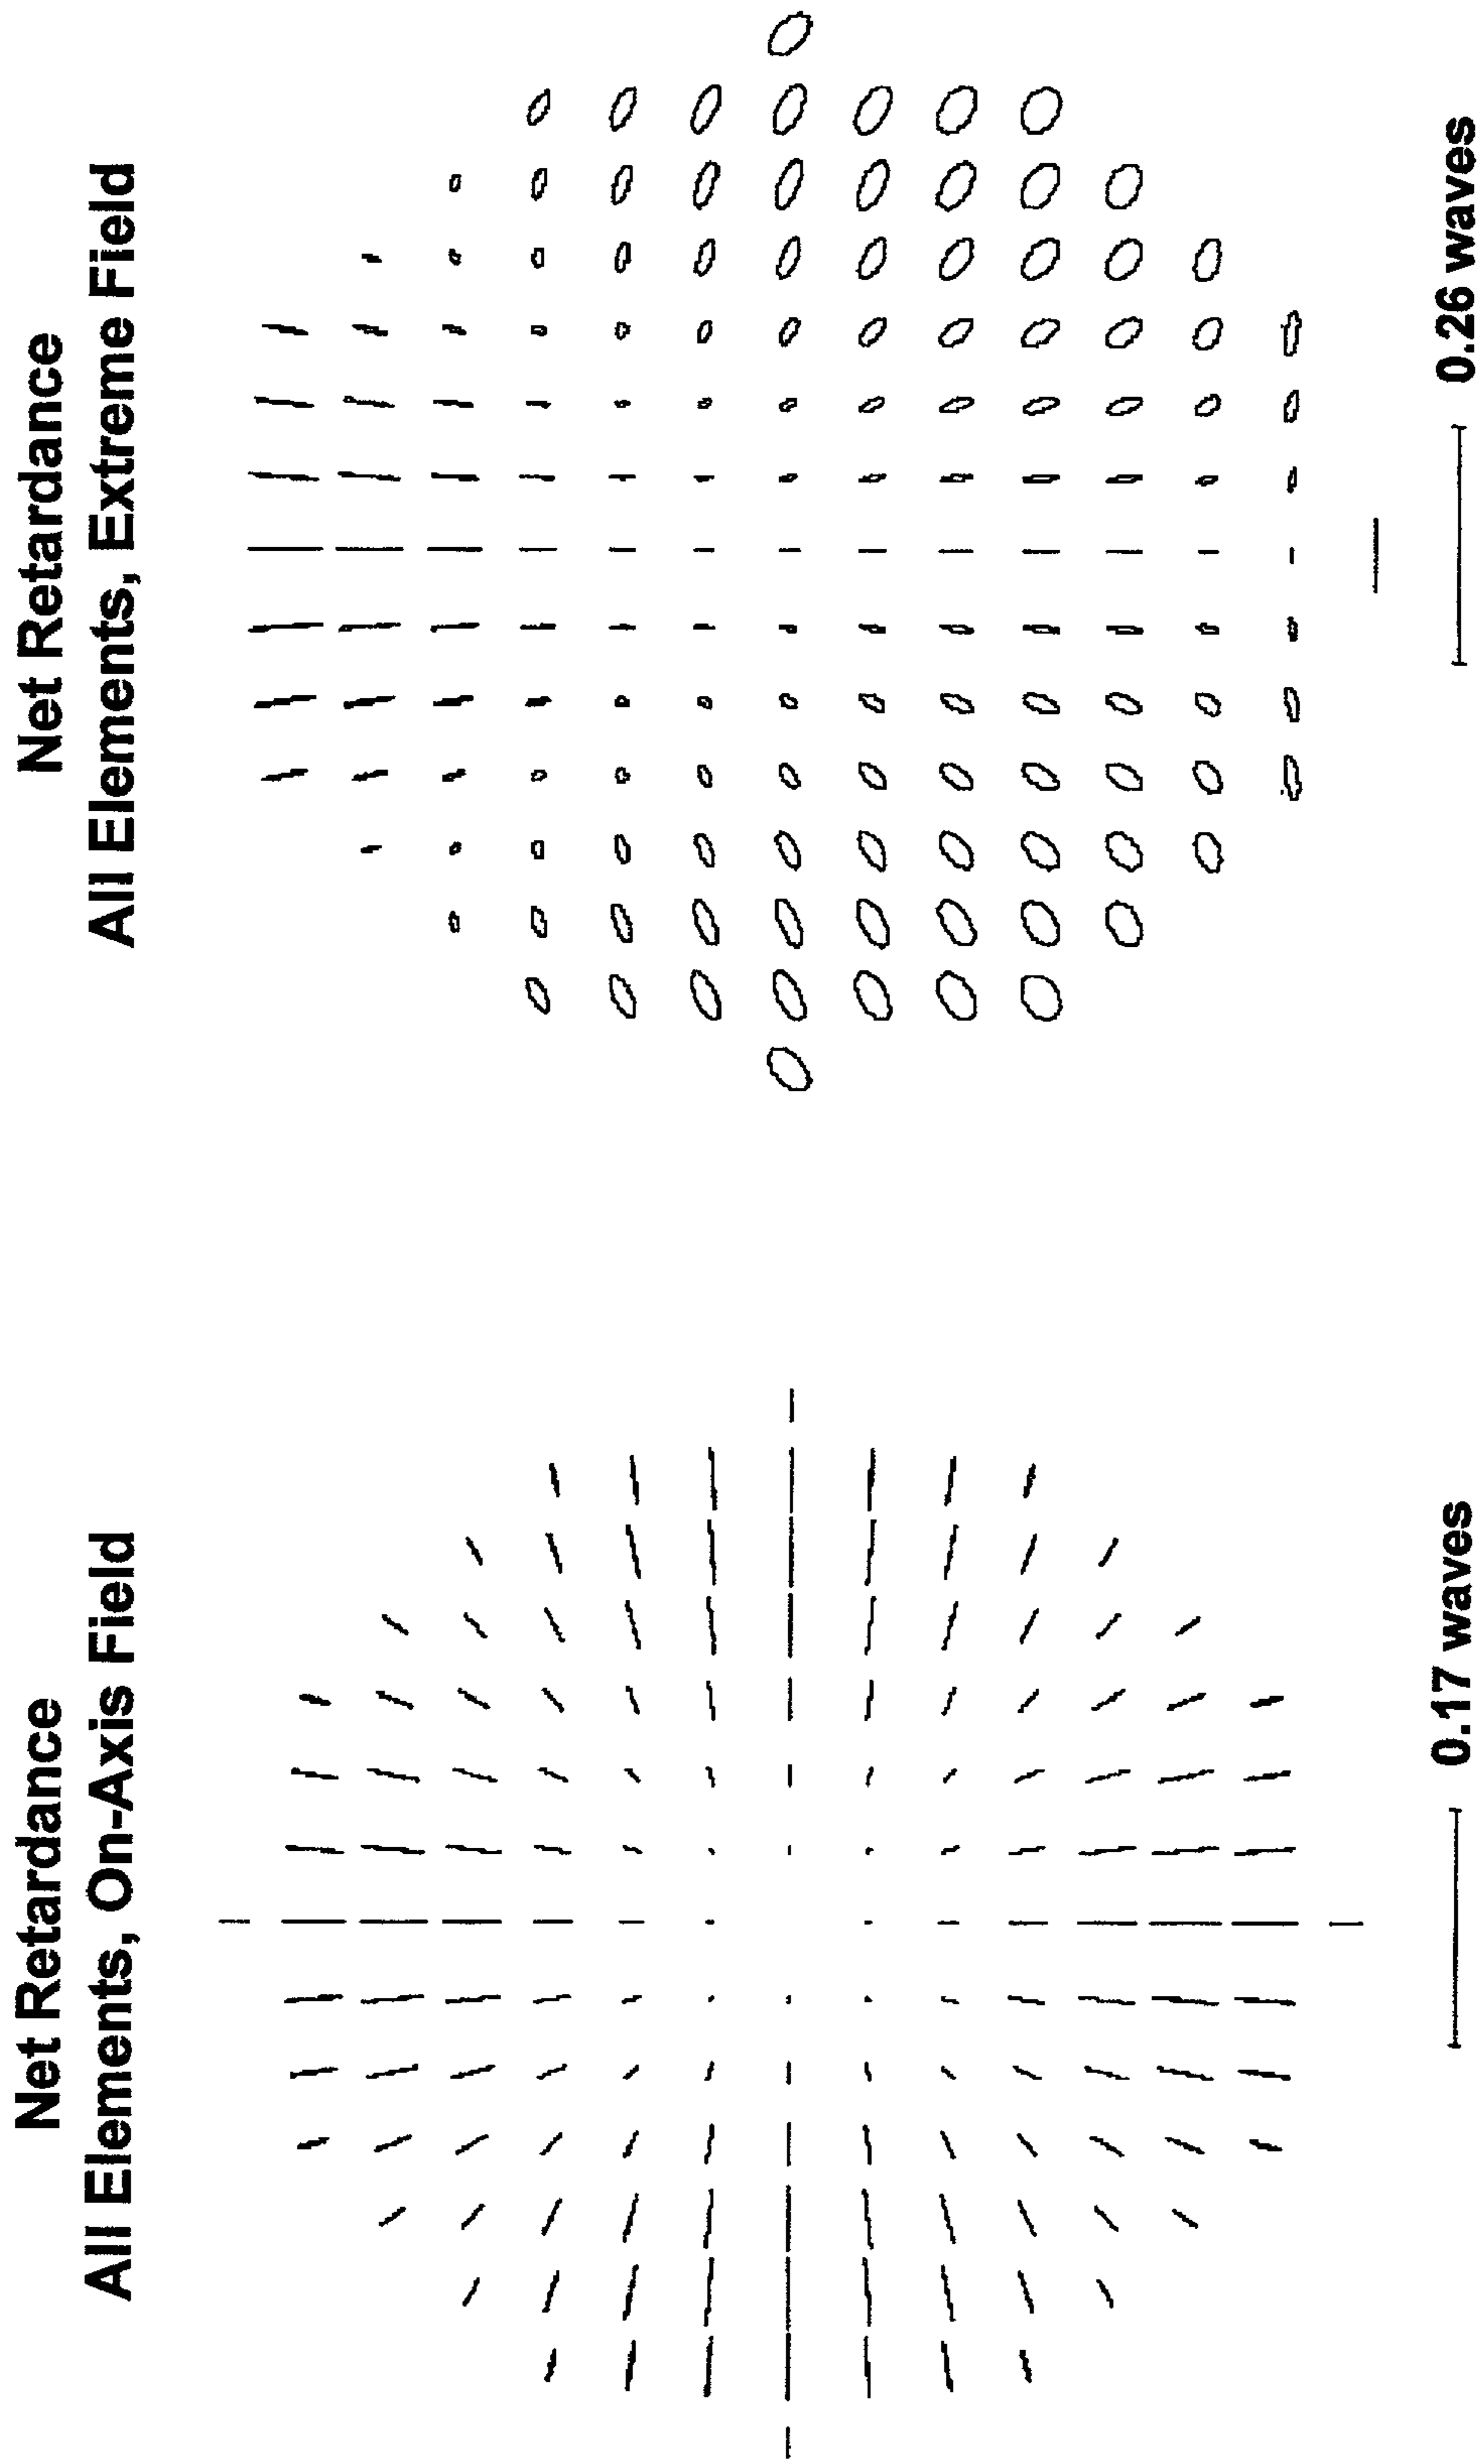 Net Retardance
All Elements, On-Axis Field
0.17 waves
Net Retardance
All Elements, Extreme Field
0.26 waves